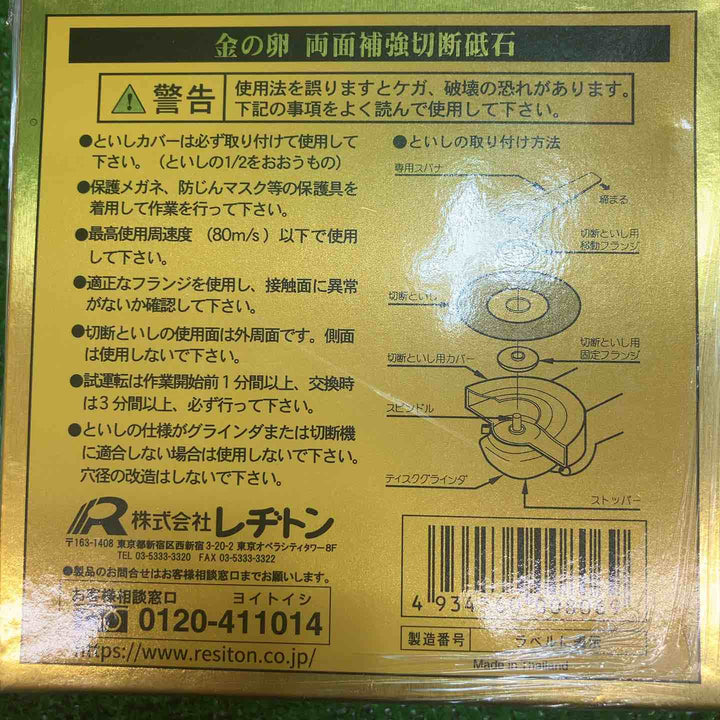 金の卵 両面補強切断砥石
警告
使用法を誤りますとケガ、破壊の恐れがあります。
下記の事項をよく読んで使用して下さい。
●といしカバーは必ず取り付けて使用して
下さい。（といしの1/2をおおうもの）
●保護メガネ、防じんマスク等の保護具を
着用して作業を行って下さい。
●最高使用周速度 (80m/s) 以下で使用
して下さい。
●適正なフランジを使用し、接触面に異常
がないか確認して下さい。
●切断といしの使用面は外周面です。側面
は使用しないで下さい。
●試運転は作業開始前1分間以上、交換時
は3分間以上、必ず行って下さい。
●といしの仕様がグラインダまたは切断機
に適合しない場合は使用しないで下さい。
穴径の改造はしないで下さい。
●といしの取り付け方法
専用スパナ
締まる
切断といし用
移動フランジ
切断といし
切断といし用
固定フランジ
切断といし用カバー
スピンドル
ディスクグラインダ
ストッパー
株式会社レヂトン
〒163-1408 東京都新宿区西新宿3-20-2 東京オペラシティタワー8F
TEL 03-5333-3320 FAX 03-5333-3322
●製品のお問合せはお客様相談窓口までお願いします。
お客様相談窓口 ヨイトイシ
0120-411014
https://www.resiton.co.jp/
製造番号
Made in Thailand